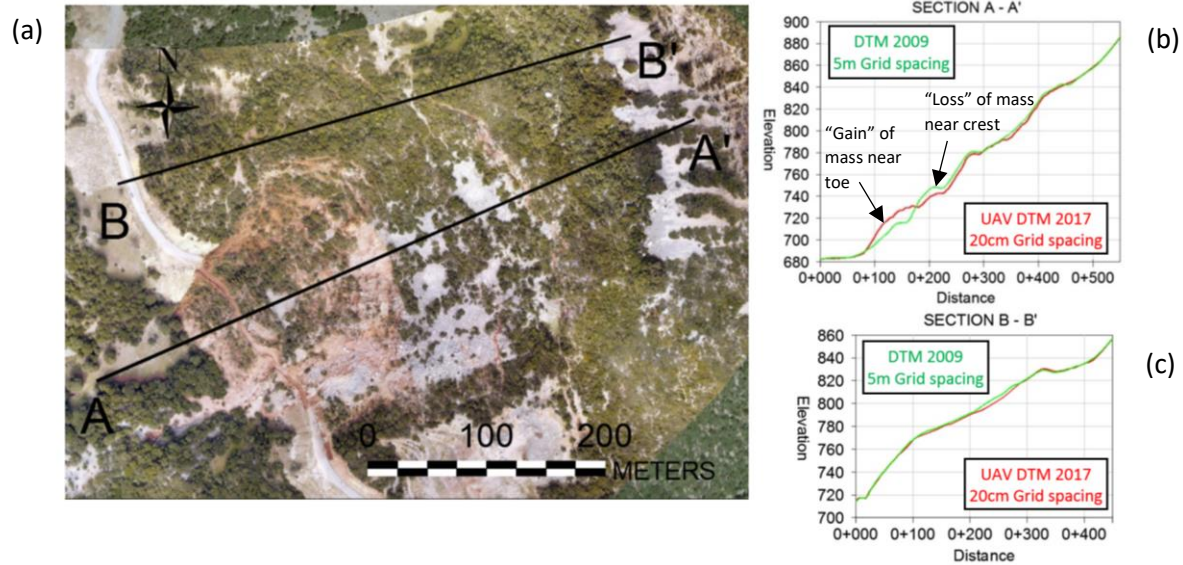 (a)
N
B'
A'
B
A
0 100 200
METERS
SECTION A - A'
(b)
900
880
860
840
820
800
780
760
740
720
700
680
Elevation
DTM 2009
5m Grid spacing
"Loss" of mass
near crest
"Gain" of
mass near
toe
UAV DTM 2017
20cm Grid spacing
0+000 0+100 0+200 0+300 0+400 0+500
Distance
SECTION B - B'
(c)
860
840
820
800
780
760
740
720
700
Elevation
DTM 2009
5m Grid spacing
UAV DTM 2017
20cm Grid spacing
0+000 0+100 0+200 0+300 0+400
Distance